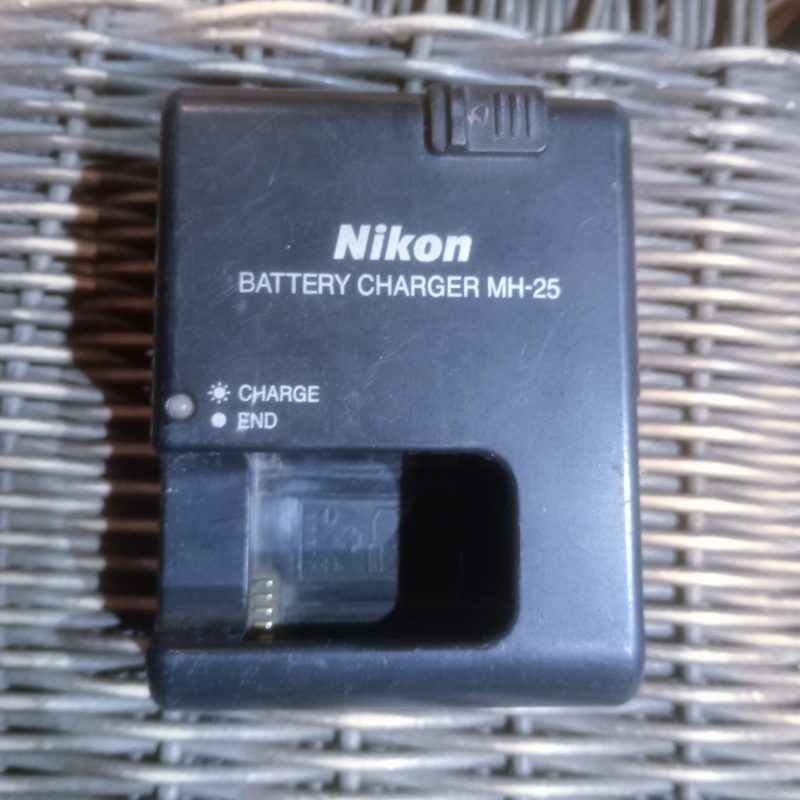 Nikon
BATTERY CHARGER MH-25
CHARGE
END